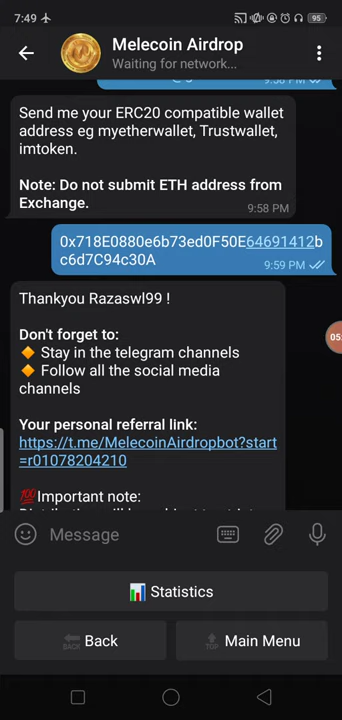 7:49
95
Melecoin Airdrop
Waiting for network...
9:58 PM
Send me your ERC20 compatible wallet
address eg myetherwallet, Trustwallet,
imtoken.
Note: Do not submit ETH address from
Exchange.
9:58 PM
0x718E0880e6b73ed0F50E64691412b
c6d7C94c30A
9:59 PM
Thankyou Razaswl99 !
Don't forget to:
🔶 Stay in the telegram channels
🔶 Follow all the social media
channels
Your personal referral link:
https://t.me/MelecoinAirdropbot?start
=r01078204210
💯Important note:
Message
📊 Statistics
BACK Back
TOP Main Menu